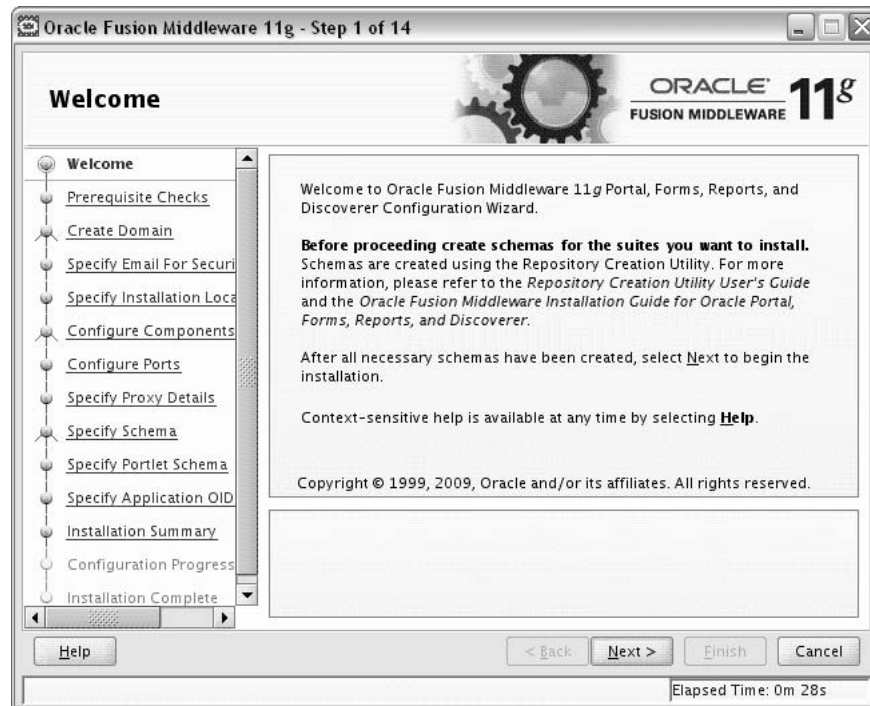 Oracle Fusion Middleware 11g - Step 1 of 14
Welcome
ORACLE
FUSION MIDDLEWARE
11g
Welcome
Prerequisite Checks
Create Domain
Specify Email For Securi
Specify Installation Loca
Configure Components
Configure Ports
Specify Proxy Details
Specify Schema
Specify Portlet Schema
Specify Application OID
Installation Summary
Configuration Progress
Installation Complete
Welcome to Oracle Fusion Middleware 11g Portal, Forms, Reports, and
Discoverer Configuration Wizard.
Before proceeding create schemas for the suites you want to install.
Schemas are created using the Repository Creation Utility. For more
information, please refer to the Repository Creation Utility User's Guide
and the Oracle Fusion Middleware Installation Guide for Oracle Portal,
Forms, Reports, and Discoverer.
After all necessary schemas have been created, select Next to begin the
installation.
Context-sensitive help is available at any time by selecting Help.
Copyright © 1999, 2009, Oracle and/or its affiliates. All rights reserved.
Help
< Back
Next >
Finish
Cancel
Elapsed Time: 0m 28s